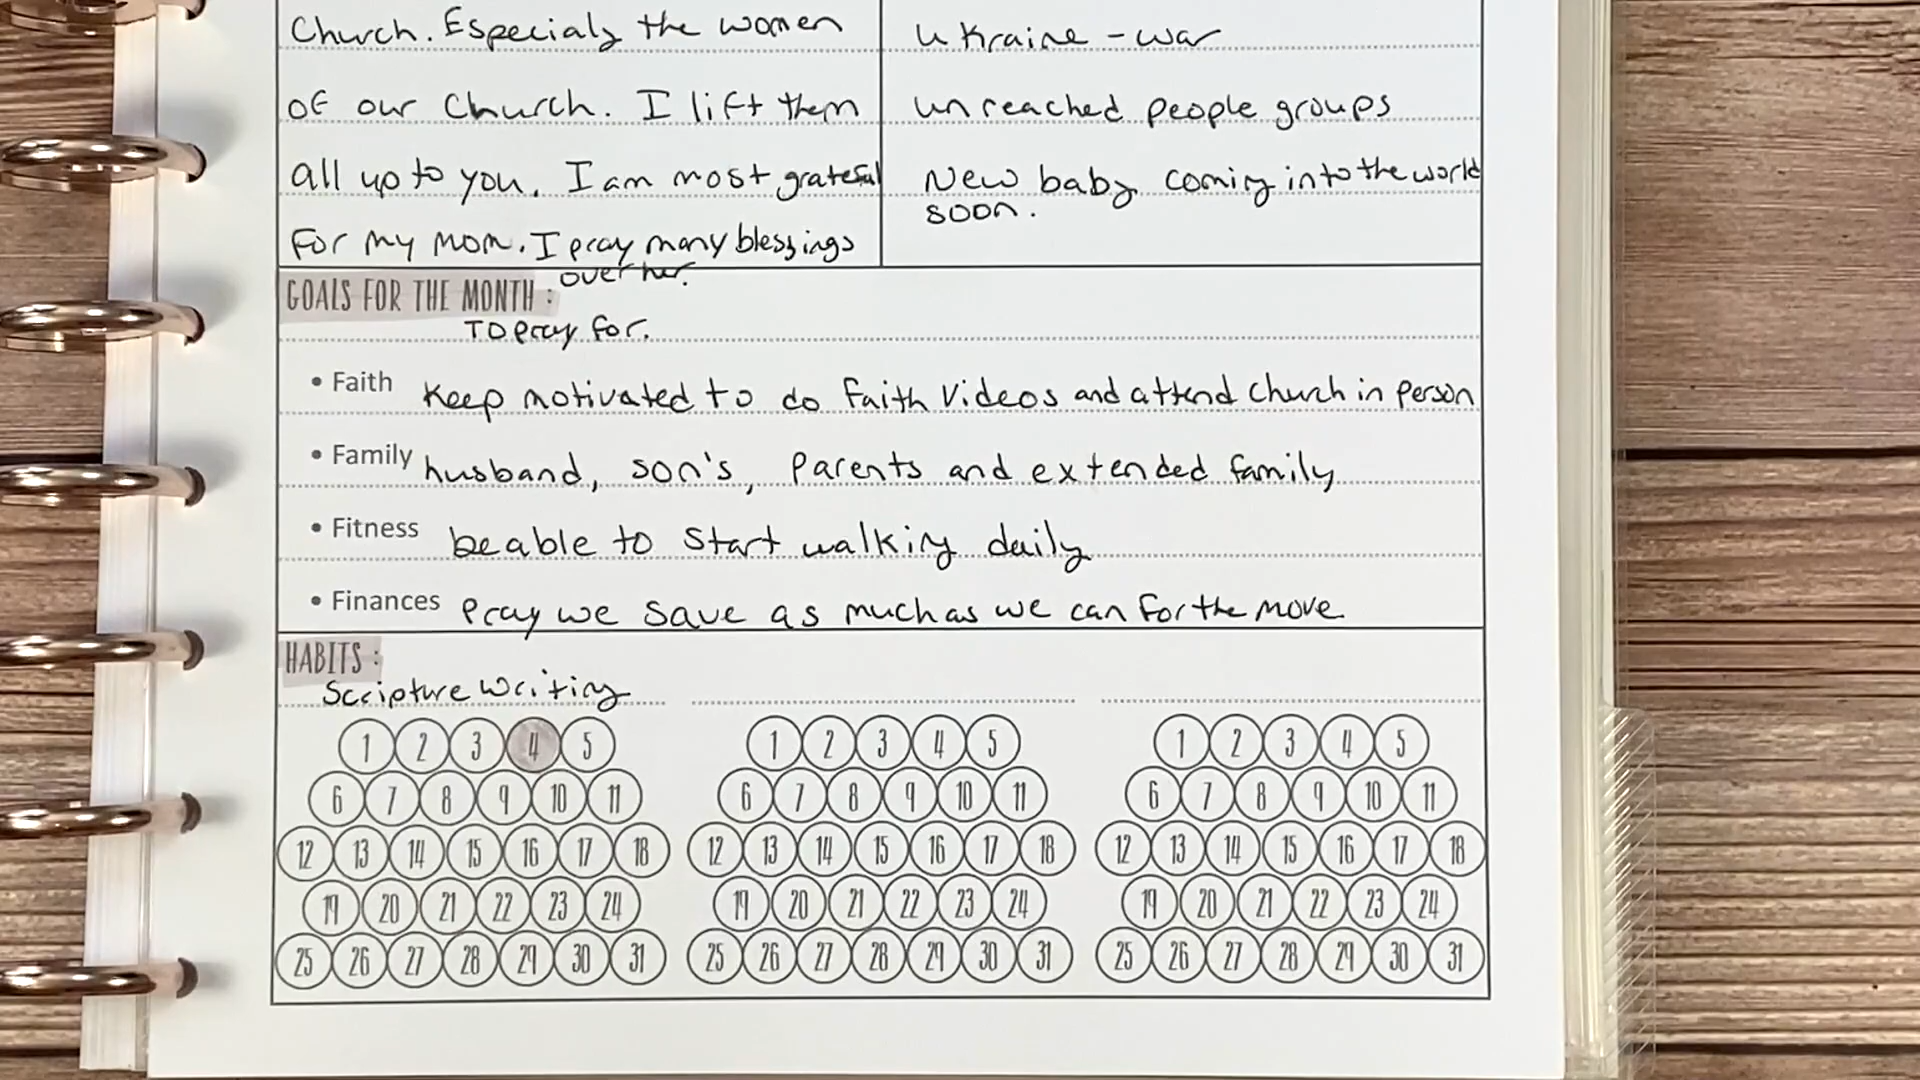 Church. Especialy the women
of our Church. I lift them
all up to you. I am most grateful
for my mom. I pray many blessings
over her.
Ukraine - war
unreached people groups
New baby coming into the world
soon.
GOALS FOR THE MONTH :
To pray for.
• Faith keep motivated to do faith videos and attend church in person
• Family husband, son's, Parents and extended family
• Fitness be able to start walking daily
• Finances Pray we save as much as we can for the move.
HABITS :
Scripture writing
1 2 3 4 5
6 7 8 9 10 11
12 13 14 15 16 17 18
19 20 21 22 23 24
25 26 27 28 29 30 31
1 2 3 4 5
6 7 8 9 10 11
12 13 14 15 16 17 18
19 20 21 22 23 24
25 26 27 28 29 30 31
1 2 3 4 5
6 7 8 9 10 11
12 13 14 15 16 17 18
19 20 21 22 23 24
25 26 27 28 29 30 31